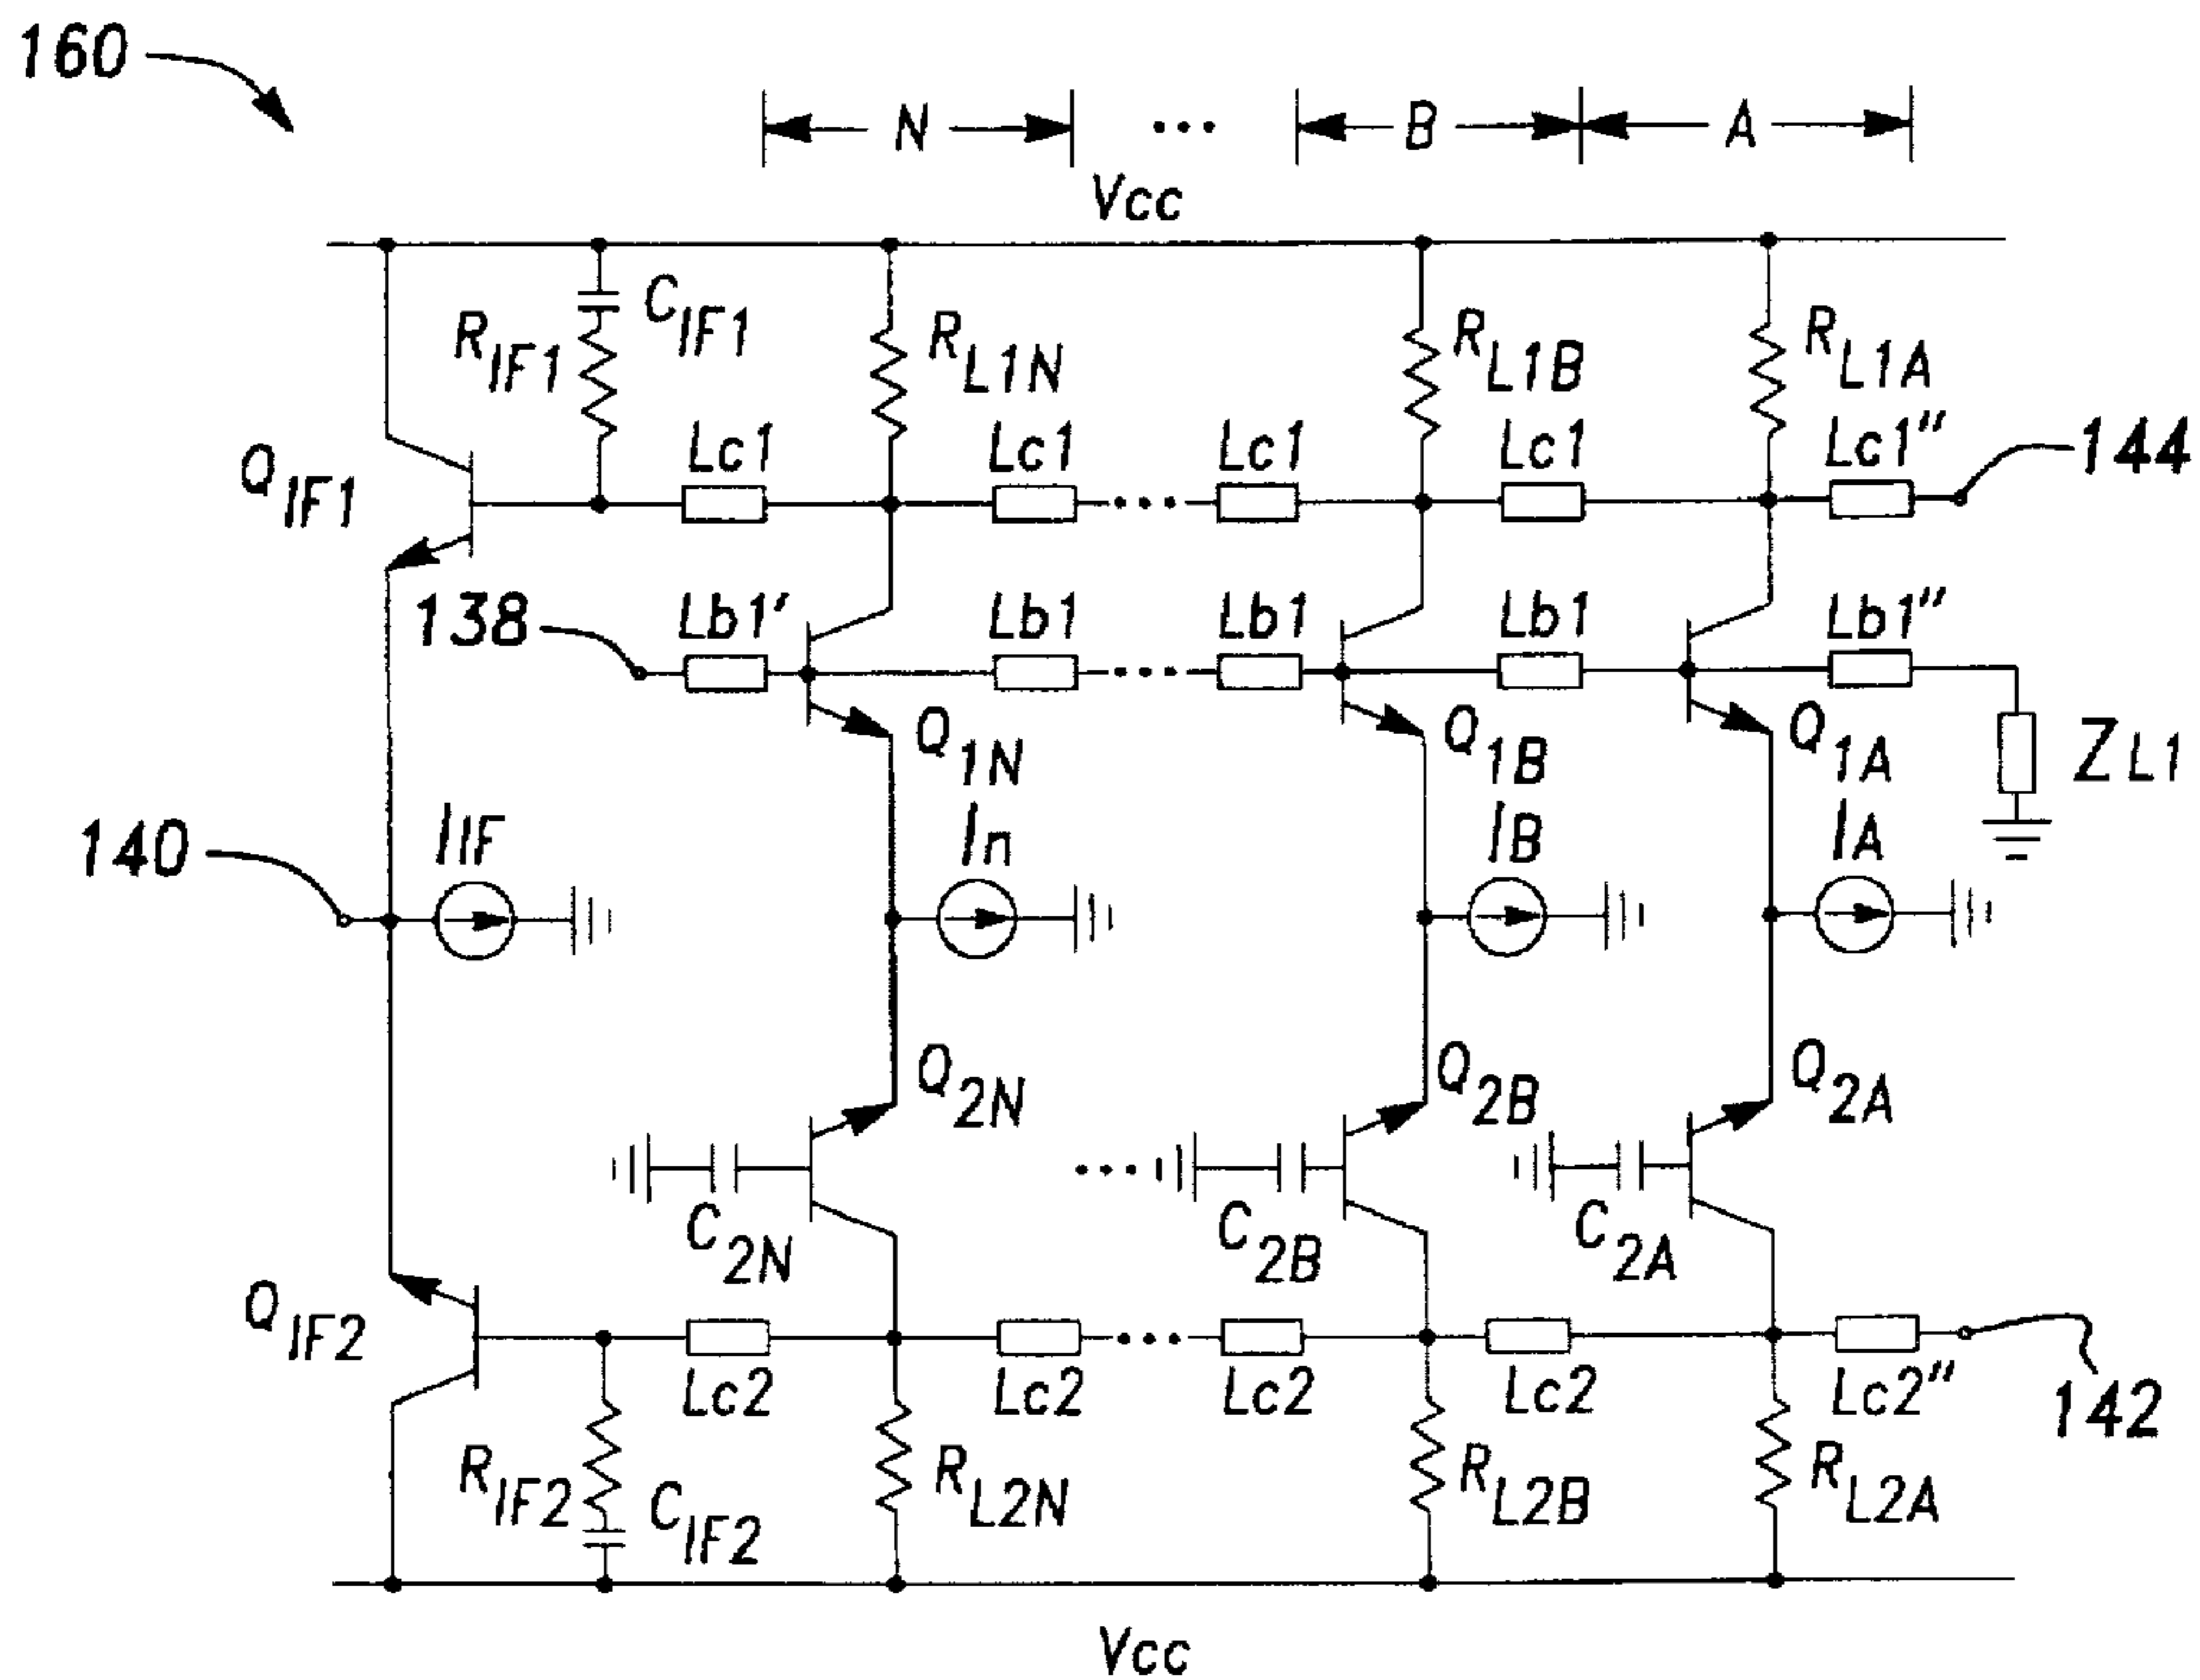 160
N ... B A
Vcc
CIF1
RIF1 RL1N RL1B RL1A
Lc1 Lc1 Lc1 Lc1 Lc1" 144
QIF1
138 Lb1' Lb1 Lb1 Lb1 Lb1"
Q1N Q1B Q1A ZL1
140 IIF In IB IA
Q2N Q2B Q2A
C2N C2B C2A
QIF2
Lc2 Lc2 Lc2 Lc2 Lc2" 142
RIF2 CIF2 RL2N RL2B RL2A
Vcc